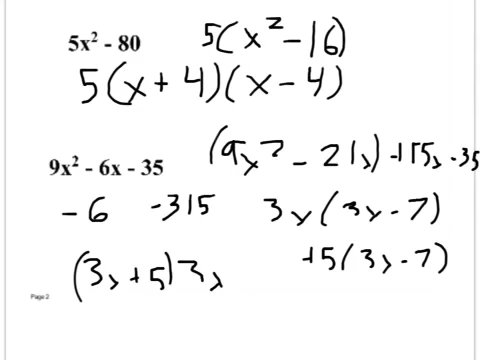 5x² - 80 5(x² - 16)
5(x + 4)(x - 4)
9x² - 6x - 35 (9x² - 21x) + 15x - 35
- 6 -315 3x(3x - 7)
(3x + 5)3x +5(3x - 7)
Page 2